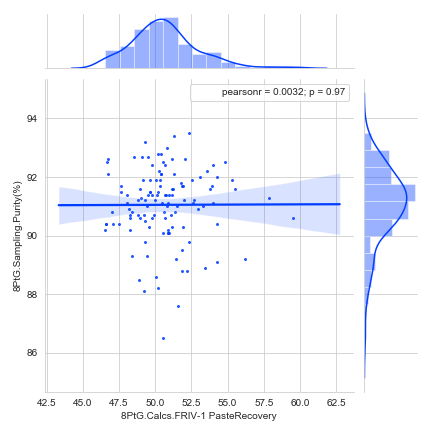 pearsonr = 0.0032; p = 0.97
94
92
90
88
86
8PtG.Sampling.Purity(%)
42.5 45.0 47.5 50.0 52.5 55.0 57.5 60.0 62.5
8PtG.Calcs.FRIV-1 PasteRecovery